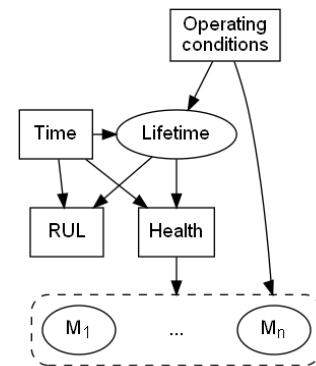 Operating
conditions
Time
Lifetime
RUL
Health
M1
...
Mn